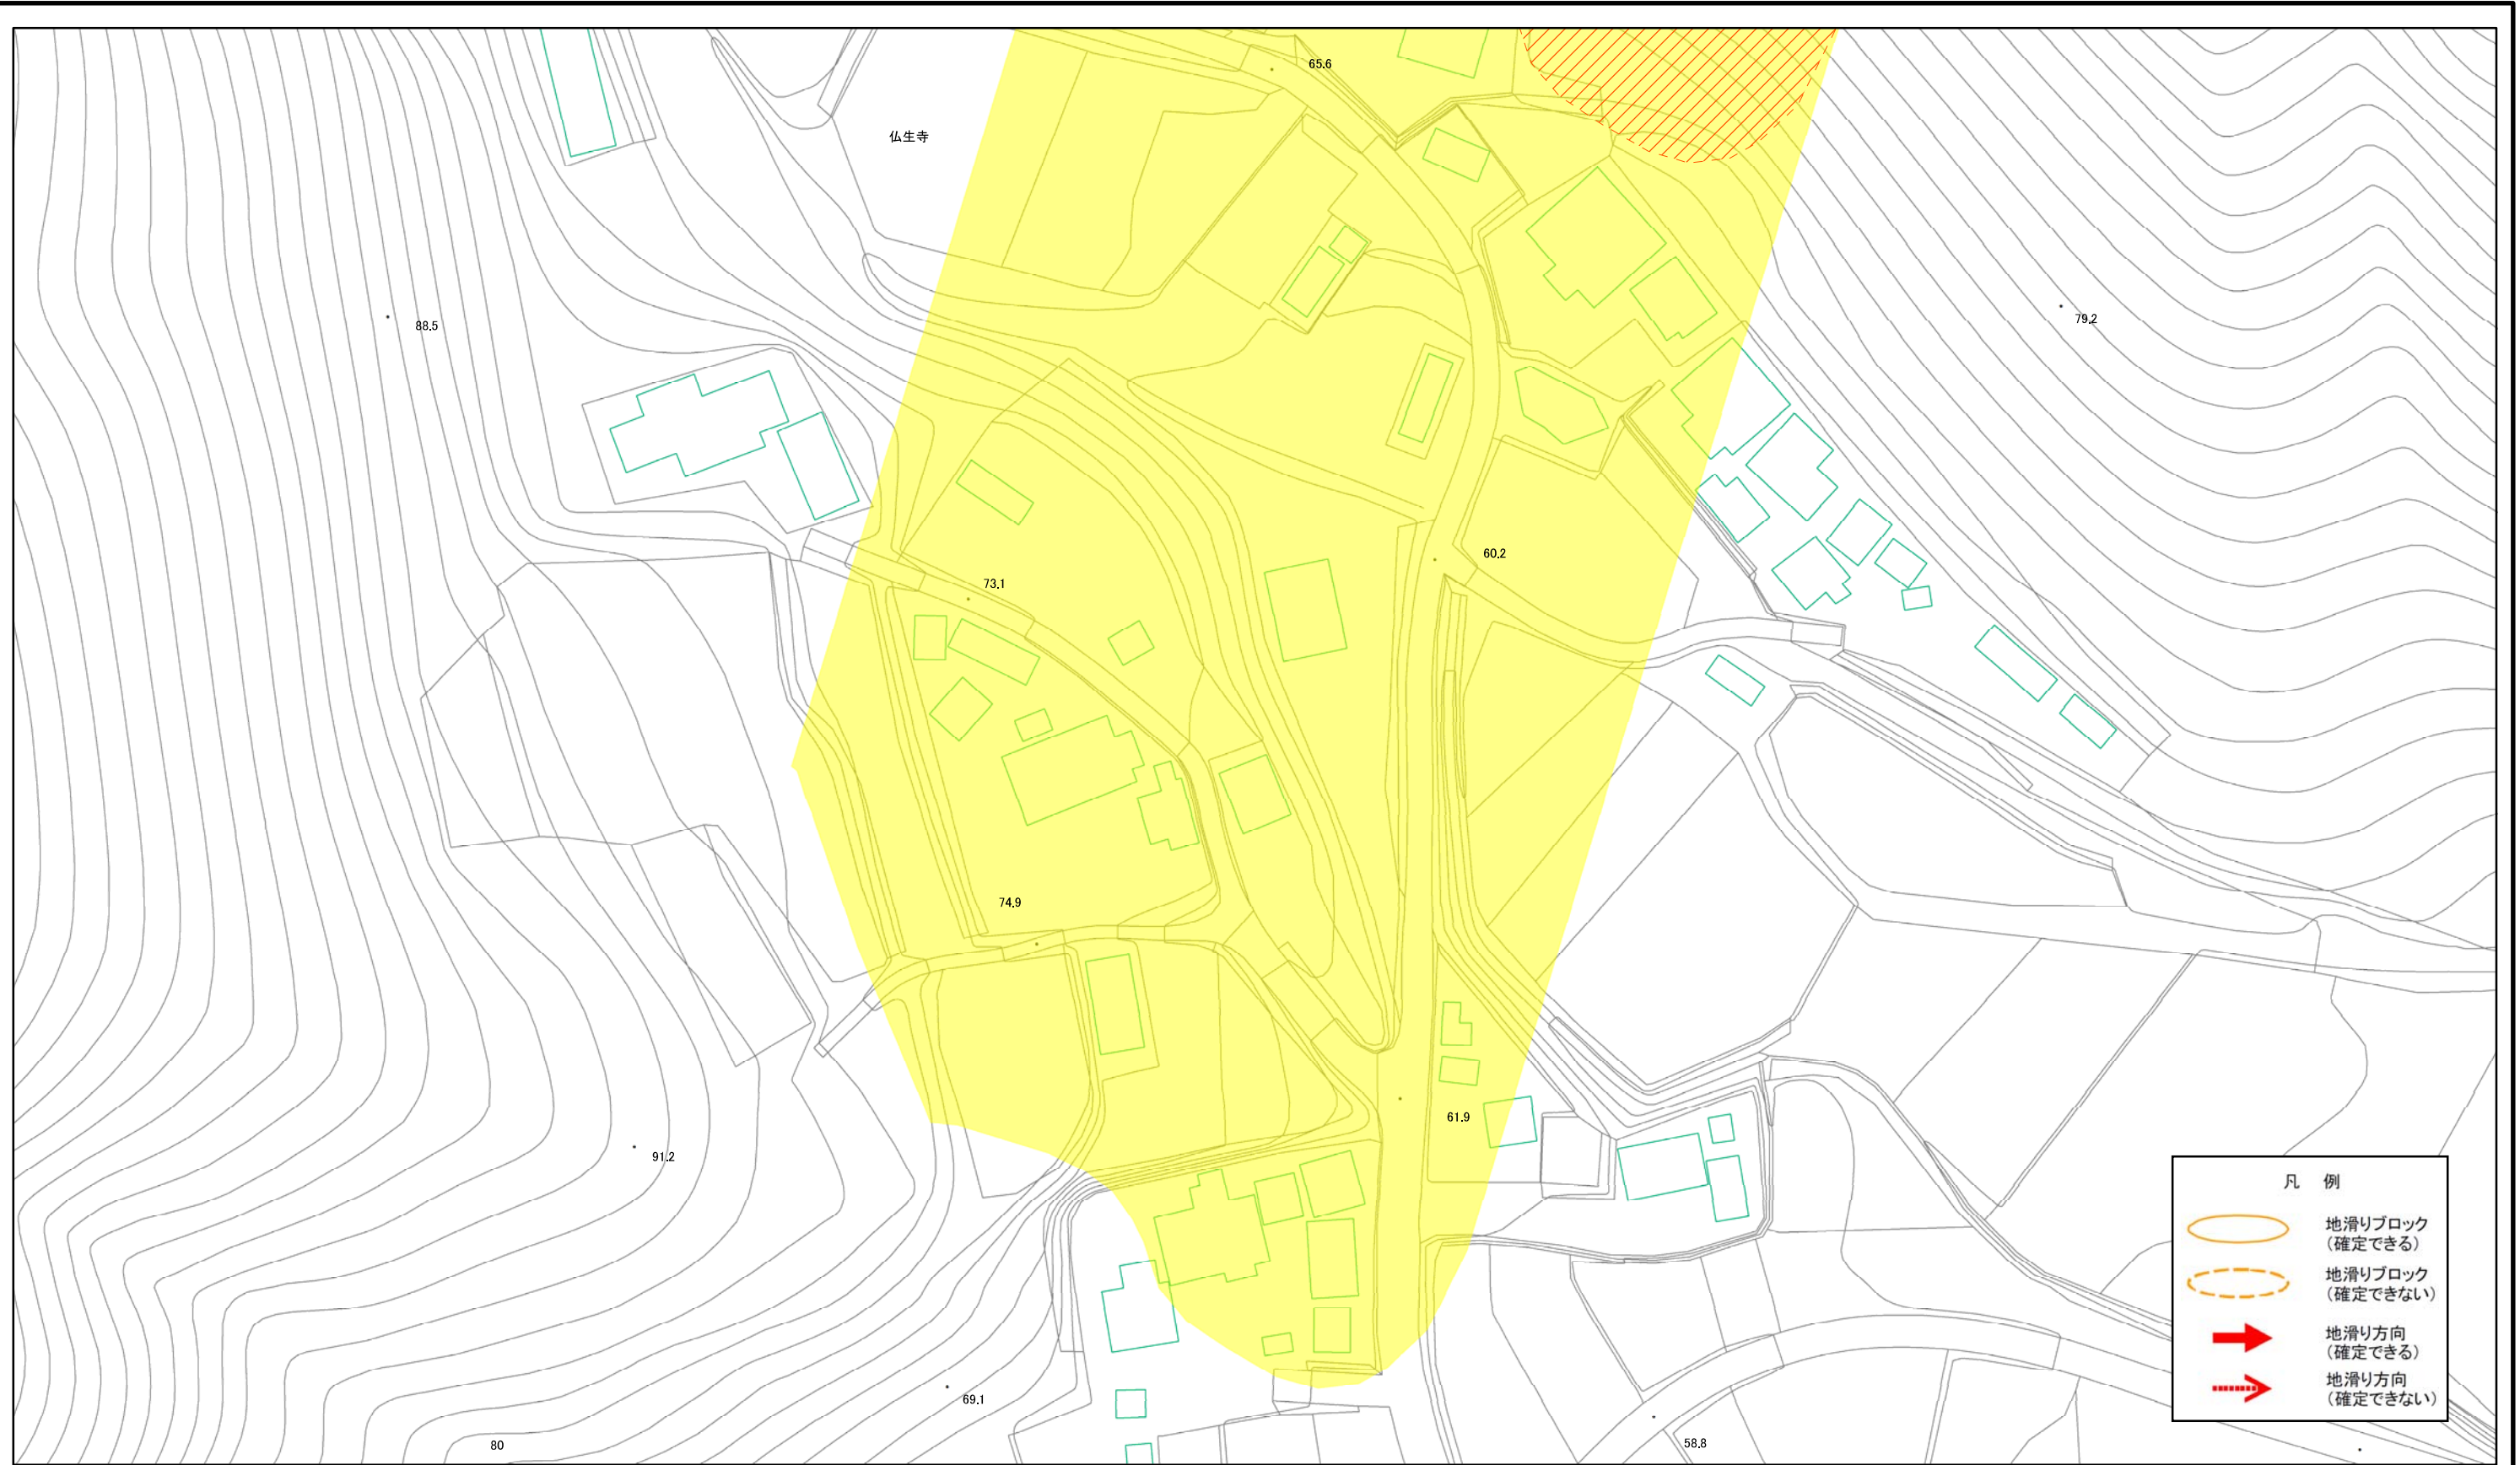 65.6
仏生寺
88.5
79.2
60.2
73.1
74.9
61.9
91.2
凡 例
地滑りブロック
(確定できる)
地滑りブロック
(確定できない)
地滑り方向
(確定できる)
地滑り方向
(確定できない)
69.1
80
58.8